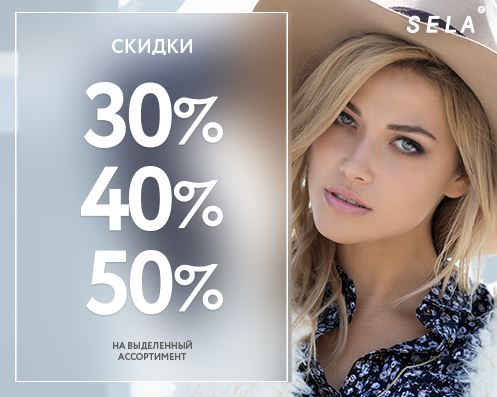 SELA
СКИДКИ
30%
40%
50%
НА ВЫДЕЛЕННЫЙ
АССОРТИМЕНТ